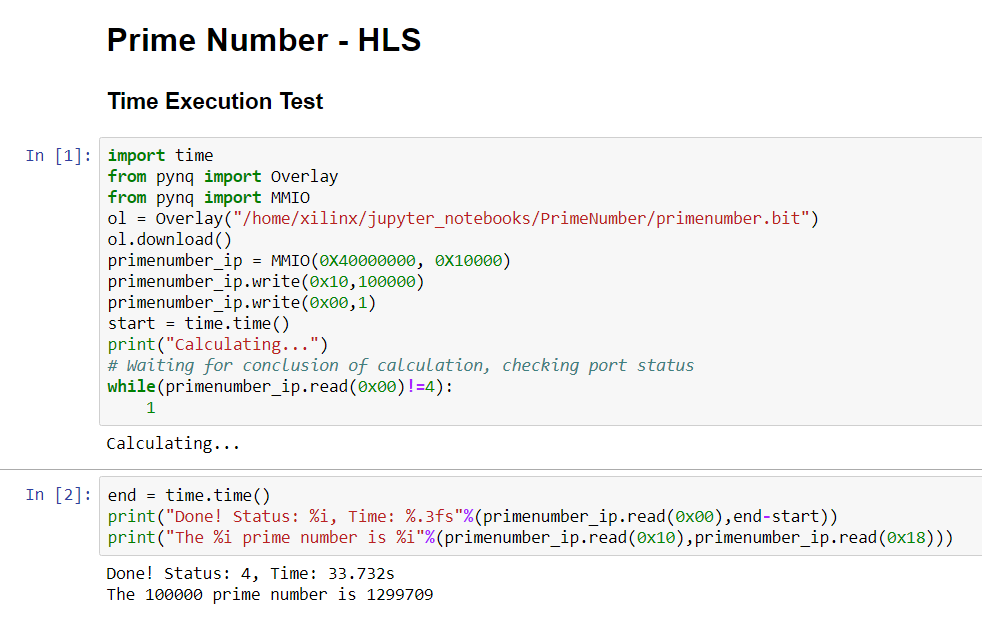 Prime Number - HLS
Time Execution Test
In [1]: import time
from pynq import Overlay
from pynq import MMIO
ol = Overlay("/home/xilinx/jupyter_notebooks/PrimeNumber/primenumber.bit")
ol.download()
primenumber_ip = MMIO(0X40000000, 0X10000)
primenumber_ip.write(0x10,100000)
primenumber_ip.write(0x00,1)
start = time.time()
print("Calculating...")
# Waiting for conclusion of calculation, checking port status
while(primenumber_ip.read(0x00)!=4):
    1
Calculating...
In [2]: end = time.time()
print("Done! Status: %i, Time: %.3fs"%(primenumber_ip.read(0x00),end-start))
print("The %i prime number is %i"%(primenumber_ip.read(0x10),primenumber_ip.read(0x18)))
Done! Status: 4, Time: 33.732s
The 100000 prime number is 1299709